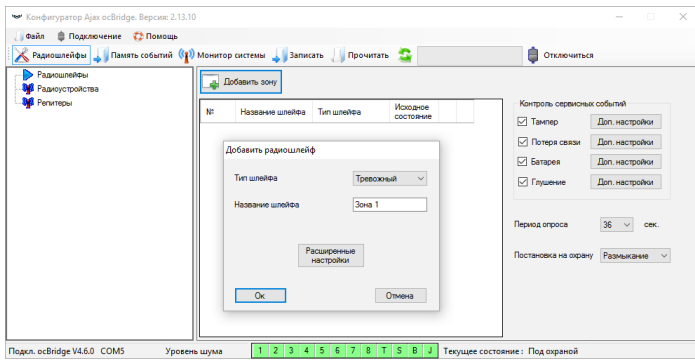 Конфигуратор Ajax ocBridge. Версия: 2.13.10
Файл Подключение Помощь
Радиошлейфы Память событий Монитор системы Записать Прочитать Отключиться
Радиошлейфы
Радиоустройства
Репитеры
Добавить зону
№ Название шлейфа Тип шлейфа Исходное состояние
Контроль сервисных событий
Тампер Доп. настройки
Потеря связи Доп. настройки
Батарея Доп. настройки
Глушение Доп. настройки
Период опроса 36 сек.
Постановка на охрану Размыкание
Добавить радиошлейф
Тип шлейфа Тревожный
Название шлейфа Зона 1
Расширенные
настройки
Ок Отмена
Подкл. ocBridge V4.6.0 COM5 Уровень шума 1 2 3 4 5 6 7 8 T S B J Текущее состояние : Под охраной